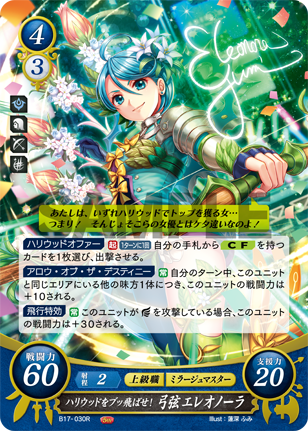 4
3
Eleonora
Yumi
あたしは、いずれハリウッドでトップを獲る女…
つまり！ そんじょそこらの女優とはケタ違いなのよ！
ハリウッドオファー 起 1ターンに1回 自分の手札から C F を持つ
カードを1枚選び、出撃させる。
アロウ・オブ・ザ・デスティニー 常 自分のターン中、このユニット
と同じエリアにいる他の味方1体につき、このユニットの戦闘力は
+10される。
飛行特効 常 このユニットが を攻撃している場合、このユニット
の戦闘力は+30される。
戦闘力
60
射程 2
上級職
ミラージュマスター
支援力
20
ハリウッドをブッ飛ばせ! 弓弦エレオノーラ
B17-030R
Illust：蓮深 ふみ